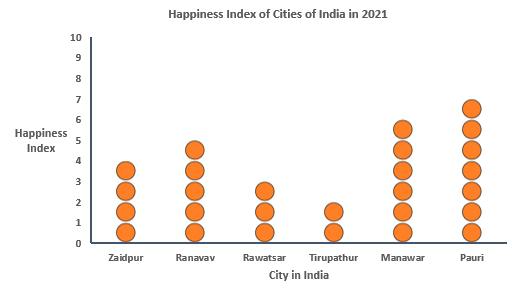 Happiness Index of Cities of India in 2021
10
9
8
7
6
5
4
3
2
1
0
Happiness
Index
Zaidpur Ranavav Rawatsar Tirupathur Manawar Pauri
City in India